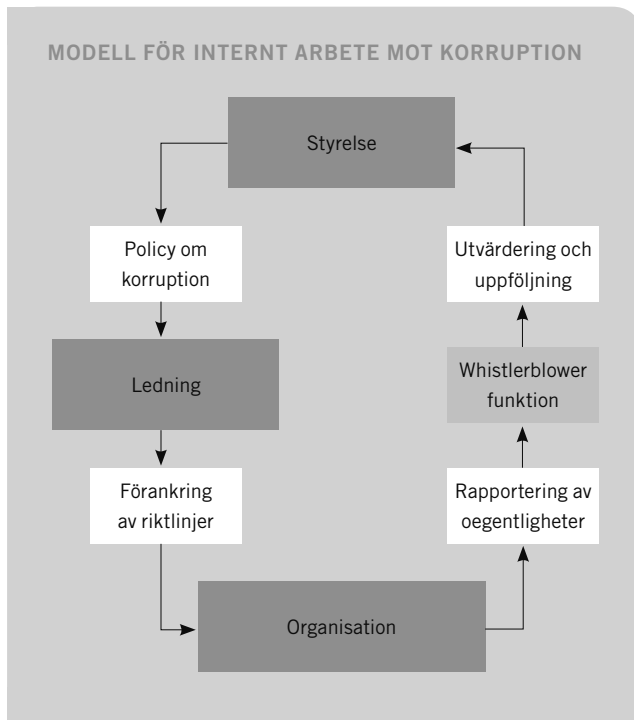 MODELL FÖR INTERNT ARBETE MOT KORRUPTION
Styrelse
Policy om
korruption
Utvärdering och
uppföljning
Ledning
Whistlerblower
funktion
Förankring
av riktlinjer
Rapportering av
oegentligheter
Organisation